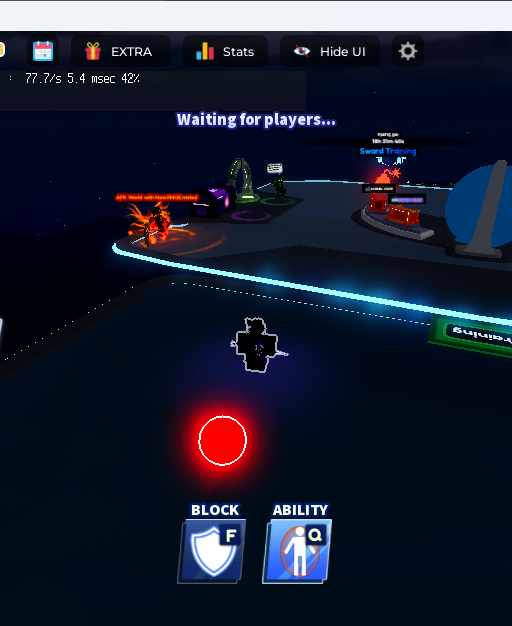 EXTRA
Stats
Hide UI
: 77.7/s 5.4 msec 42%
Waiting for players...
Sword Training
BLOCK
ABILITY
F
Q